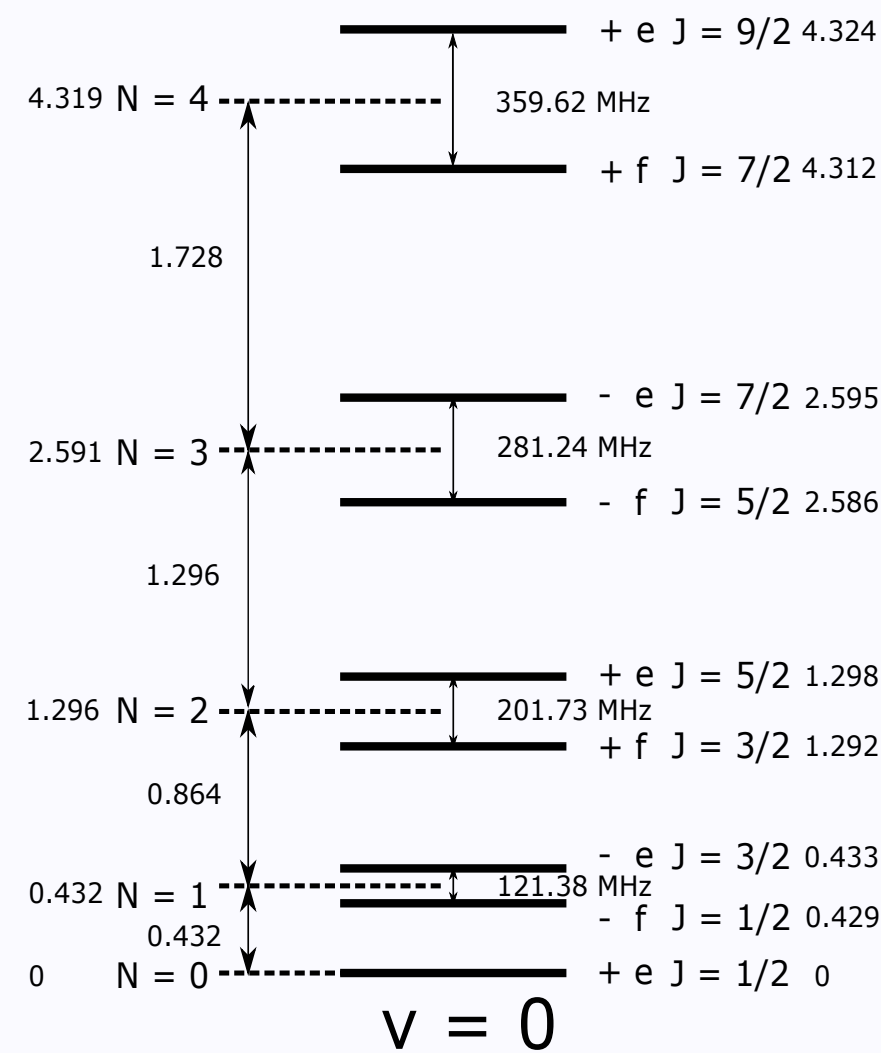 + e J = 9/2 4.324
4.319 N = 4
359.62 MHz
+ f J = 7/2 4.312
1.728
- e J = 7/2 2.595
2.591 N = 3
281.24 MHz
- f J = 5/2 2.586
1.296
+ e J = 5/2 1.298
1.296 N = 2
201.73 MHz
+ f J = 3/2 1.292
0.864
- e J = 3/2 0.433
0.432 N = 1
121.38 MHz
- f J = 1/2 0.429
0.432
0 N = 0
+ e J = 1/2 0
v = 0